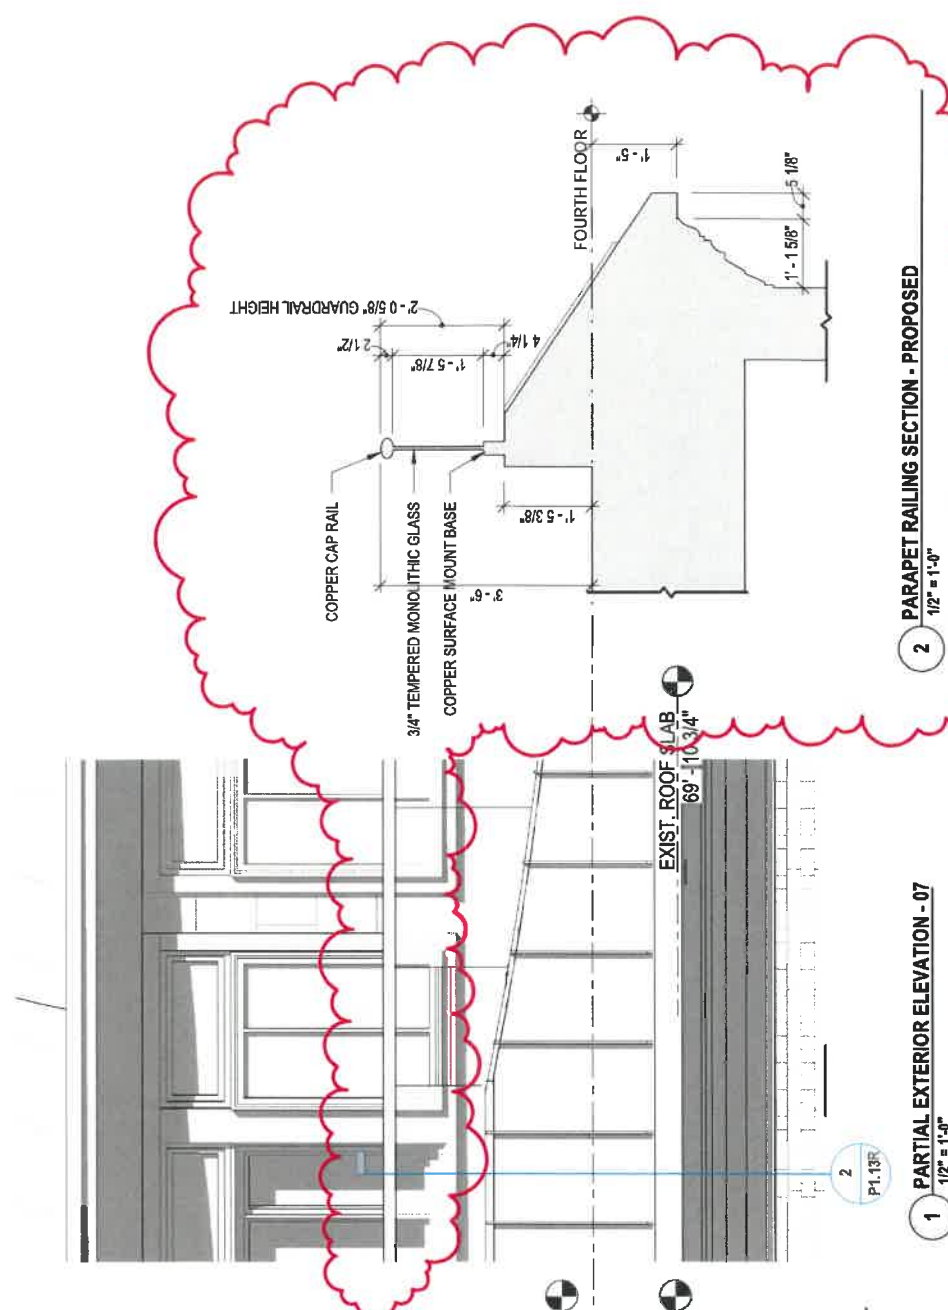 2' - 0 5/8" GUARDRAIL HEIGHT
2 1/2"
1' - 5 7/8"
4 1/4"
COPPER CAP RAIL
3/4" TEMPERED MONOLITHIC GLASS
COPPER SURFACE MOUNT BASE
1' - 5 3/8"
3' - 6"
FOURTH FLOOR
1' - 5"
1' - 1 5/8"
5 1/8"
2
PARAPET RAILING SECTION - PROPOSED
1/2" = 1'-0"
EXIST. ROOF SLAB
69' - 10 3/4"
2
P1.13R
1
PARTIAL EXTERIOR ELEVATION - 07
1/2" = 1'-0"